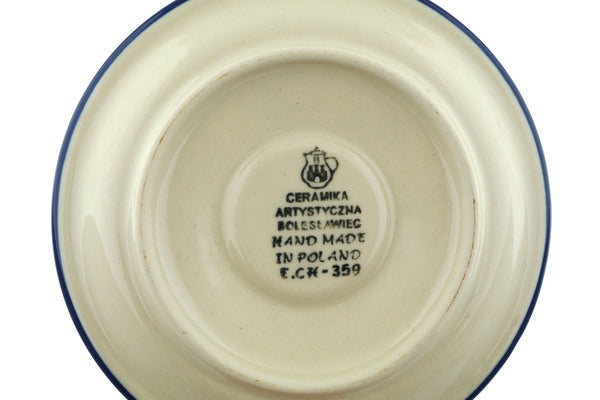 B
CERAMIKA
ARTYSTYCZNA
BOLESŁAWIEC
HAND MADE
IN POLAND
E.CH-359